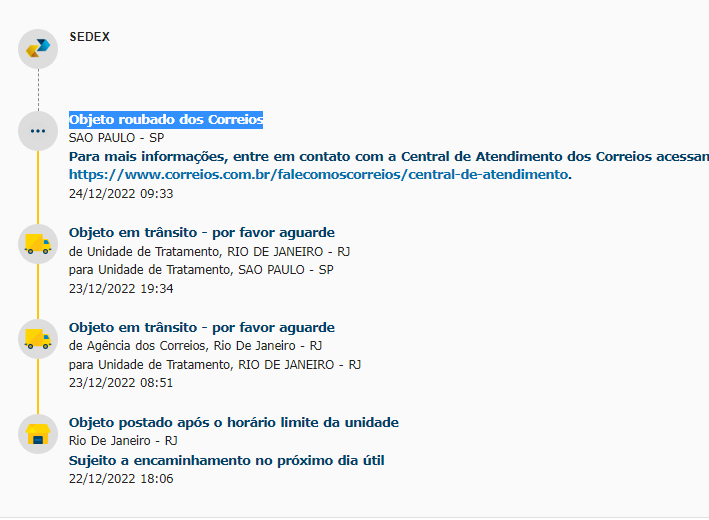 SEDEX
Objeto roubado dos Correios
SAO PAULO - SP
Para mais informações, entre em contato com a Central de Atendimento dos Correios acessan
https://www.correios.com.br/falecomoscorreios/central-de-atendimento.
24/12/2022 09:33
Objeto em trânsito - por favor aguarde
de Unidade de Tratamento, RIO DE JANEIRO - RJ
para Unidade de Tratamento, SAO PAULO - SP
23/12/2022 19:34
Objeto em trânsito - por favor aguarde
de Agência dos Correios, Rio De Janeiro - RJ
para Unidade de Tratamento, RIO DE JANEIRO - RJ
23/12/2022 08:51
Objeto postado após o horário limite da unidade
Rio De Janeiro - RJ
Sujeito a encaminhamento no próximo dia útil
22/12/2022 18:06